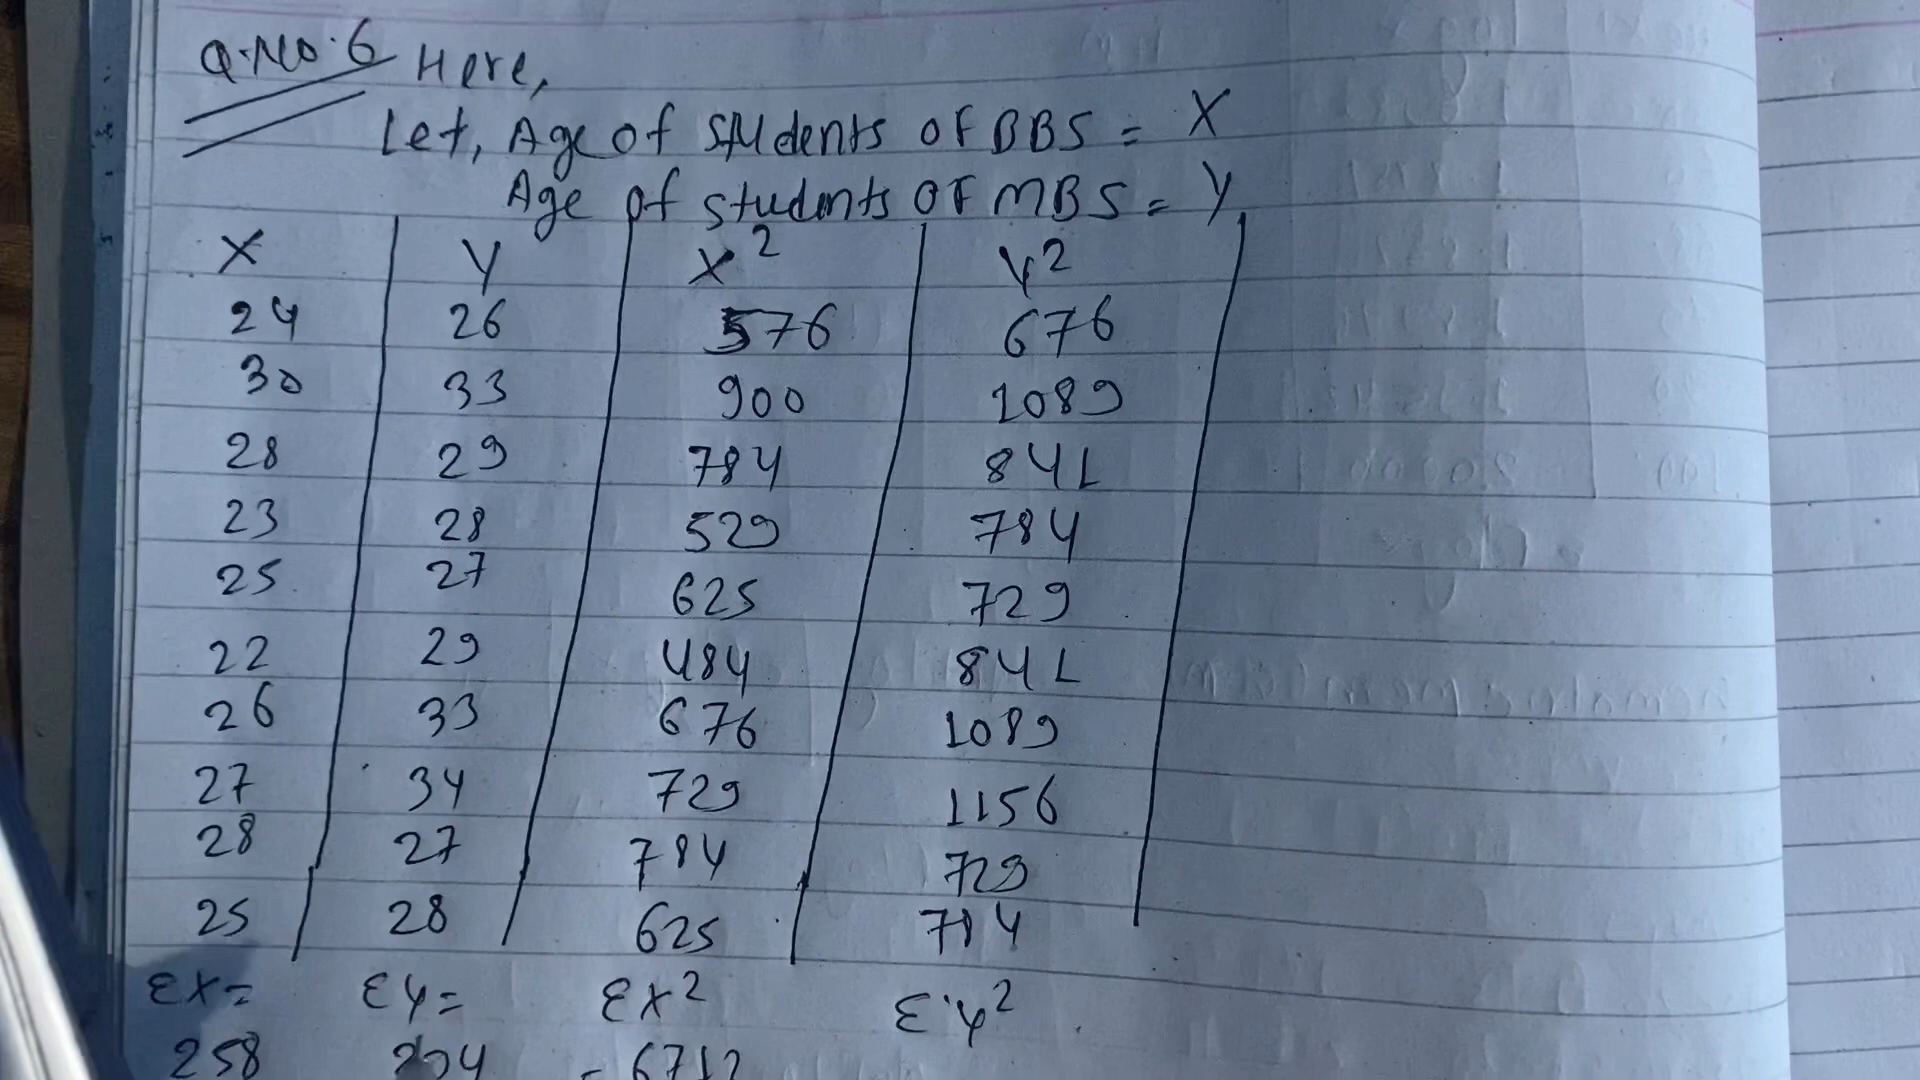 Q.No.6 Here,
Let, Age of students of BBS = X
Age of students of MBS = Y
X Y X² Y²
24 26 576 676
30 33 900 1089
28 29 784 841
23 28 529 784
25 27 625 729
22 29 484 841
26 33 676 1089
27 34 729 1156
28 27 784 729
25 28 625 784
ΣX= ΣY= ΣX² ΣY²
258 = 6712